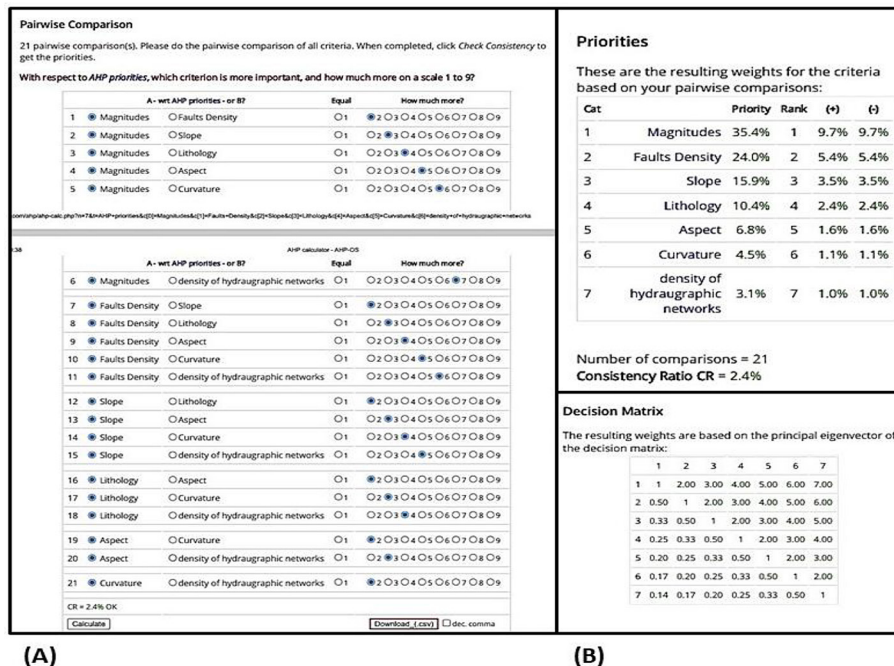 Pairwise Comparison
21 pairwise comparison(s). Please do the pairwise comparison of all criteria. When completed, click Check Consistency to
get the priorities.
With respect to AHP priorities, which criterion is more important, and how much more on a scale 1 to 9?
A - wrt AHP priorities - or B? Equal How much more?
1 Magnitudes Faults Density 1 2 3 4 5 6 7 8 9
2 Magnitudes Slope 1 2 3 4 5 6 7 8 9
3 Magnitudes Lithology 1 2 3 4 5 6 7 8 9
4 Magnitudes Aspect 1 2 3 4 5 6 7 8 9
5 Magnitudes Curvature 1 2 3 4 5 6 7 8 9
com/ahp/ahp-calc.php?n=7&t=AHP+priorities&c[0]=Magnitudes&c[1]=Faults+Density&c[2]=Slope&c[3]=Lithology&c[4]=Aspect&c[5]=Curvature&c[6]=density+of+hydraugraphic+networks
:38 AHP calculator - AHP-OS
A - wrt AHP priorities - or B? Equal How much more?
6 Magnitudes density of hydraugraphic networks 1 2 3 4 5 6 7 8 9
7 Faults Density Slope 1 2 3 4 5 6 7 8 9
8 Faults Density Lithology 1 2 3 4 5 6 7 8 9
9 Faults Density Aspect 1 2 3 4 5 6 7 8 9
10 Faults Density Curvature 1 2 3 4 5 6 7 8 9
11 Faults Density density of hydraugraphic networks 1 2 3 4 5 6 7 8 9
12 Slope Lithology 1 2 3 4 5 6 7 8 9
13 Slope Aspect 1 2 3 4 5 6 7 8 9
14 Slope Curvature 1 2 3 4 5 6 7 8 9
15 Slope density of hydraugraphic networks 1 2 3 4 5 6 7 8 9
16 Lithology Aspect 1 2 3 4 5 6 7 8 9
17 Lithology Curvature 1 2 3 4 5 6 7 8 9
18 Lithology density of hydraugraphic networks 1 2 3 4 5 6 7 8 9
19 Aspect Curvature 1 2 3 4 5 6 7 8 9
20 Aspect density of hydraugraphic networks 1 2 3 4 5 6 7 8 9
21 Curvature density of hydraugraphic networks 1 2 3 4 5 6 7 8 9
CR = 2.4% OK
Calculate Download_(.csv) dec. comma
(A)
Priorities
These are the resulting weights for the criteria
based on your pairwise comparisons:
Cat Priority Rank (+) (-)
1 Magnitudes 35.4% 1 9.7% 9.7%
2 Faults Density 24.0% 2 5.4% 5.4%
3 Slope 15.9% 3 3.5% 3.5%
4 Lithology 10.4% 4 2.4% 2.4%
5 Aspect 6.8% 5 1.6% 1.6%
6 Curvature 4.5% 6 1.1% 1.1%
density of
7 hydraugraphic 3.1% 7 1.0% 1.0%
networks
Number of comparisons = 21
Consistency Ratio CR = 2.4%
Decision Matrix
The resulting weights are based on the principal eigenvector of
the decision matrix:
1 2 3 4 5 6 7
1 1 2.00 3.00 4.00 5.00 6.00 7.00
2 0.50 1 2.00 3.00 4.00 5.00 6.00
3 0.33 0.50 1 2.00 3.00 4.00 5.00
4 0.25 0.33 0.50 1 2.00 3.00 4.00
5 0.20 0.25 0.33 0.50 1 2.00 3.00
6 0.17 0.20 0.25 0.33 0.50 1 2.00
7 0.14 0.17 0.20 0.25 0.33 0.50 1
(B)